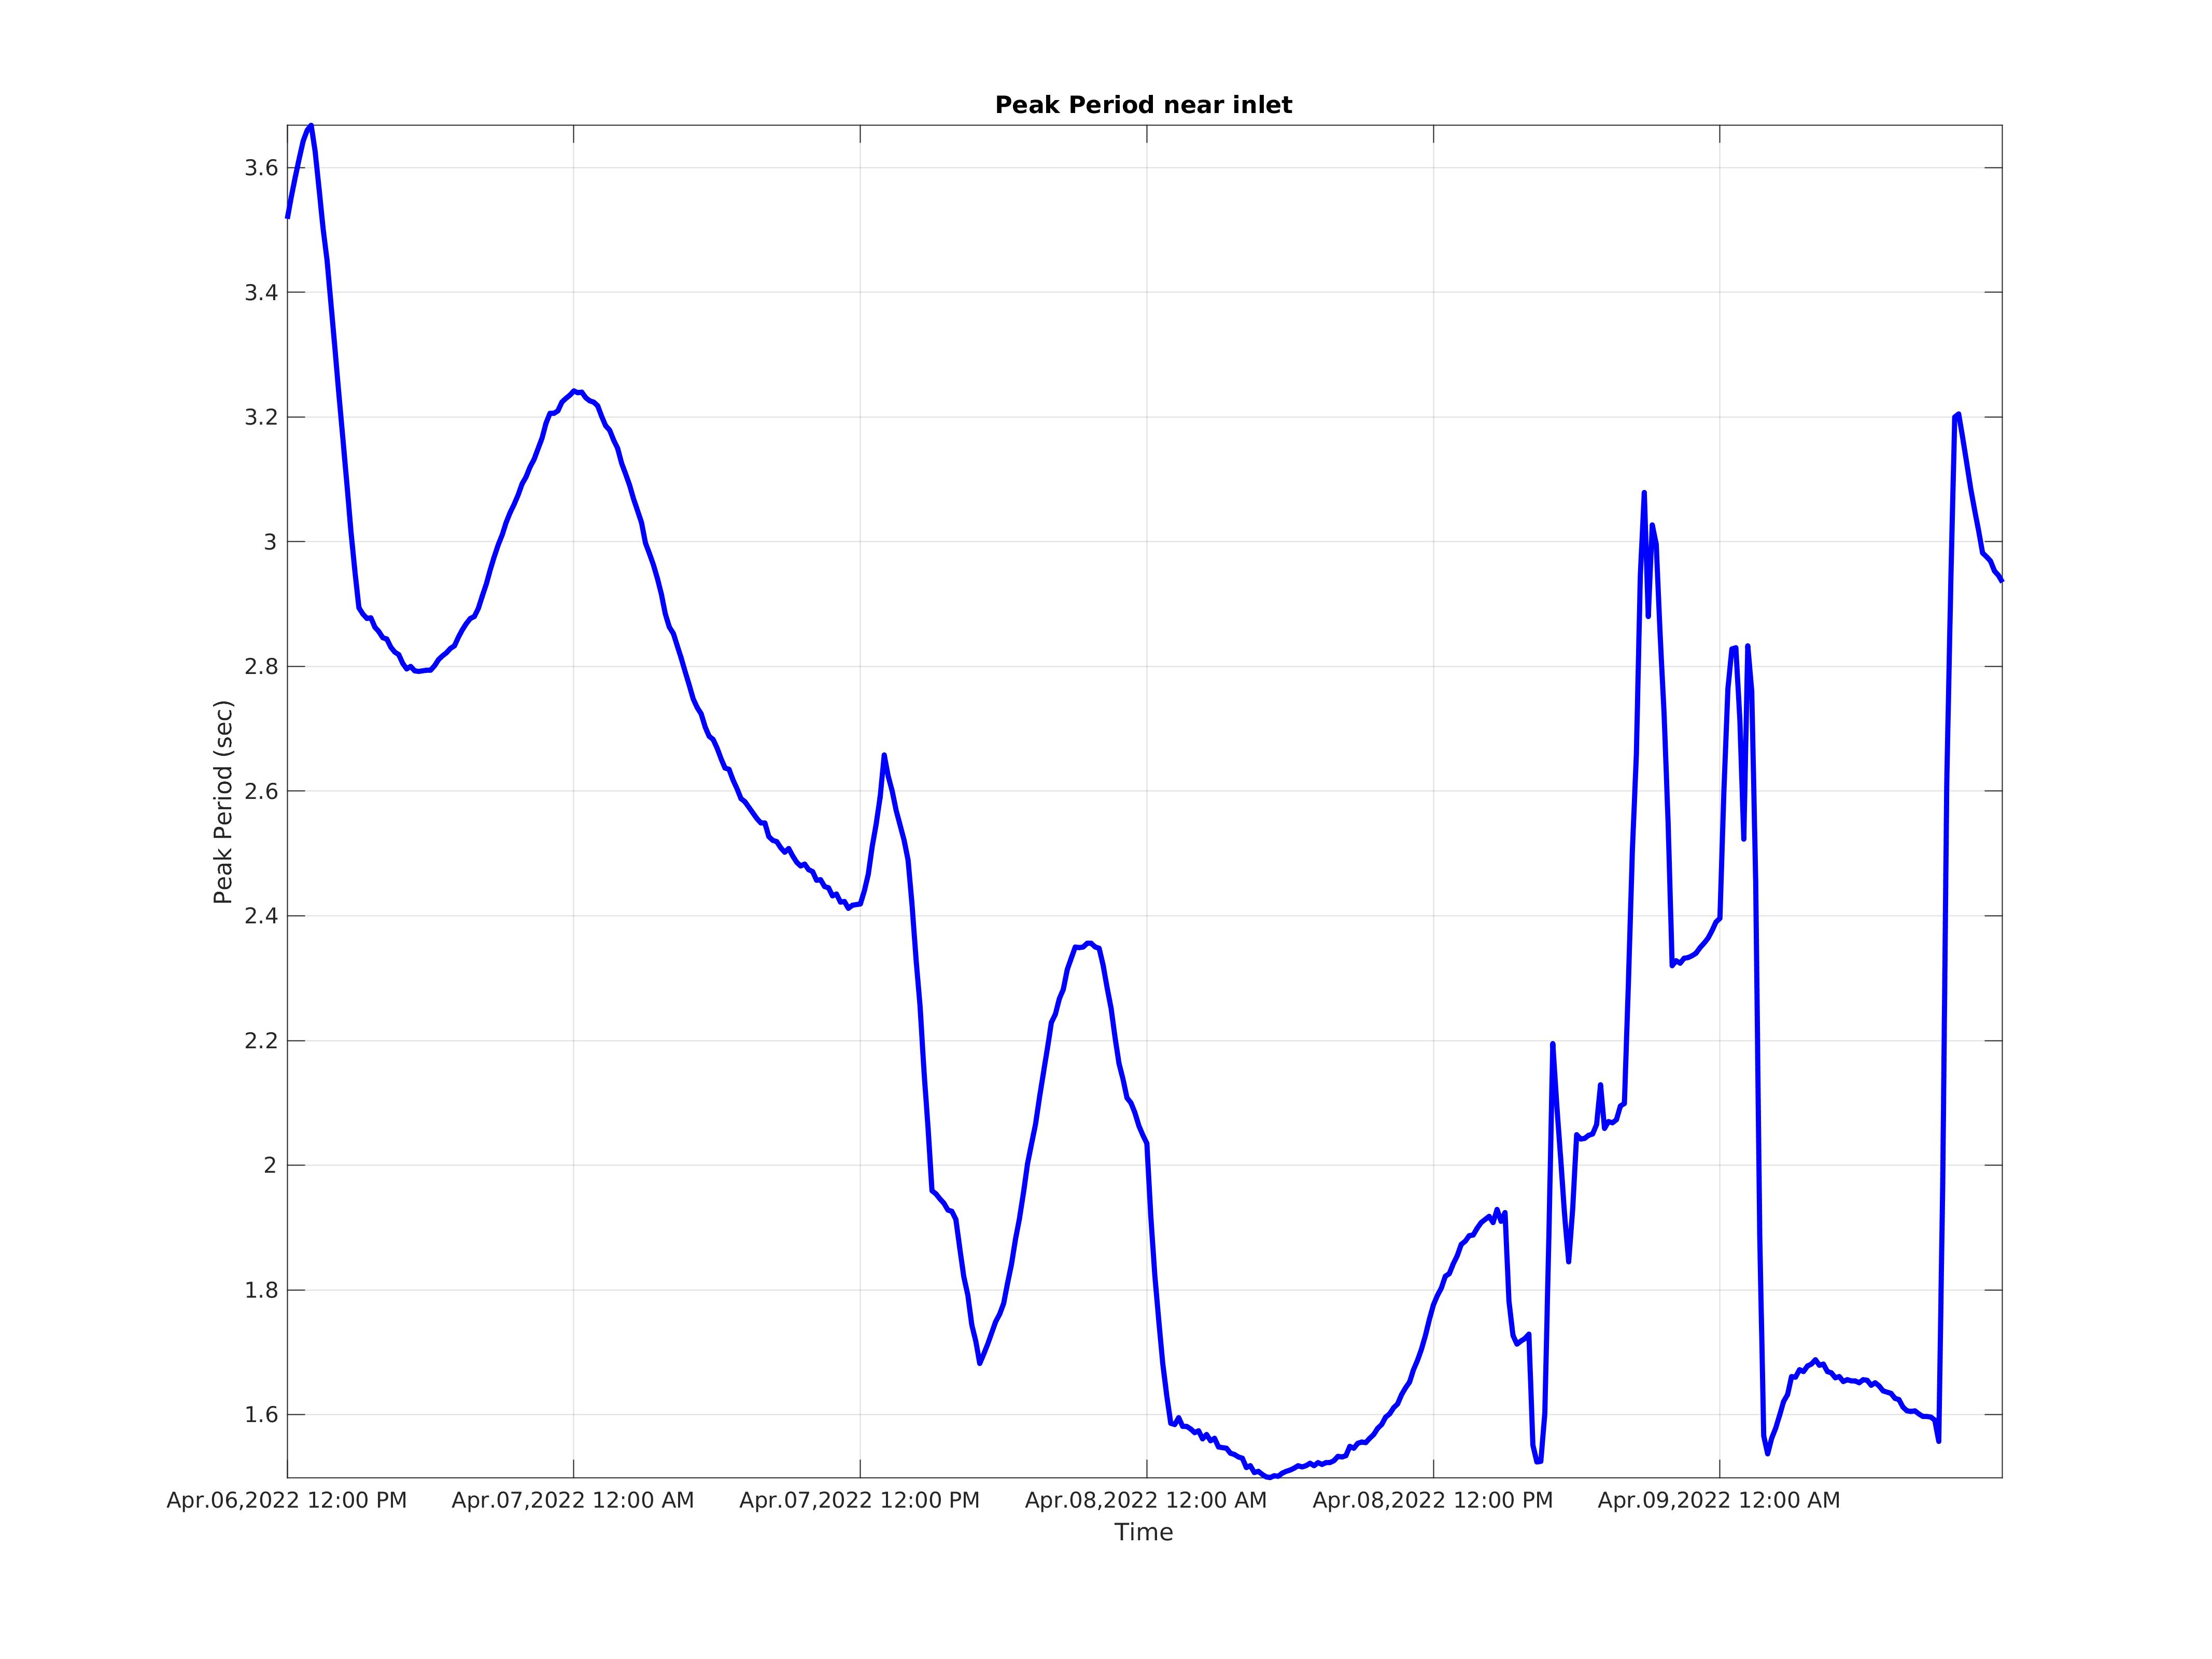 Peak Period near inlet
3.6
3.4
3.2
3
2.8
2.6
2.4
2.2
2
1.8
1.6
Peak Period (sec)
Apr.06,2022 12:00 PM Apr.07,2022 12:00 AM Apr.07,2022 12:00 PM Apr.08,2022 12:00 AM Apr.08,2022 12:00 PM Apr.09,2022 12:00 AM
Time